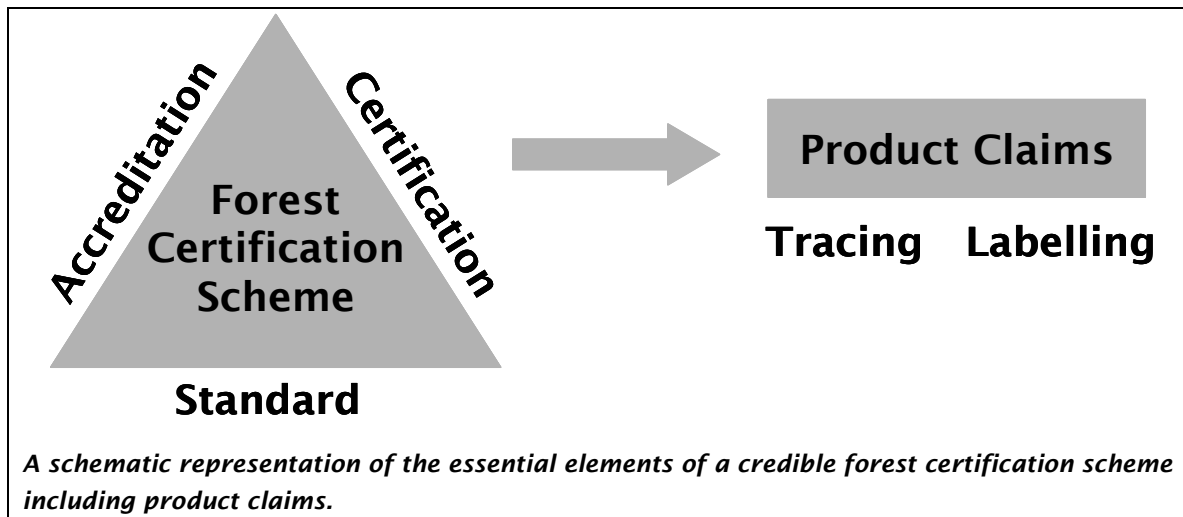 Accreditation
Certification
Forest
Certification
Scheme
Standard
Product Claims
Tracing Labelling
A schematic representation of the essential elements of a credible forest certification scheme
including product claims.